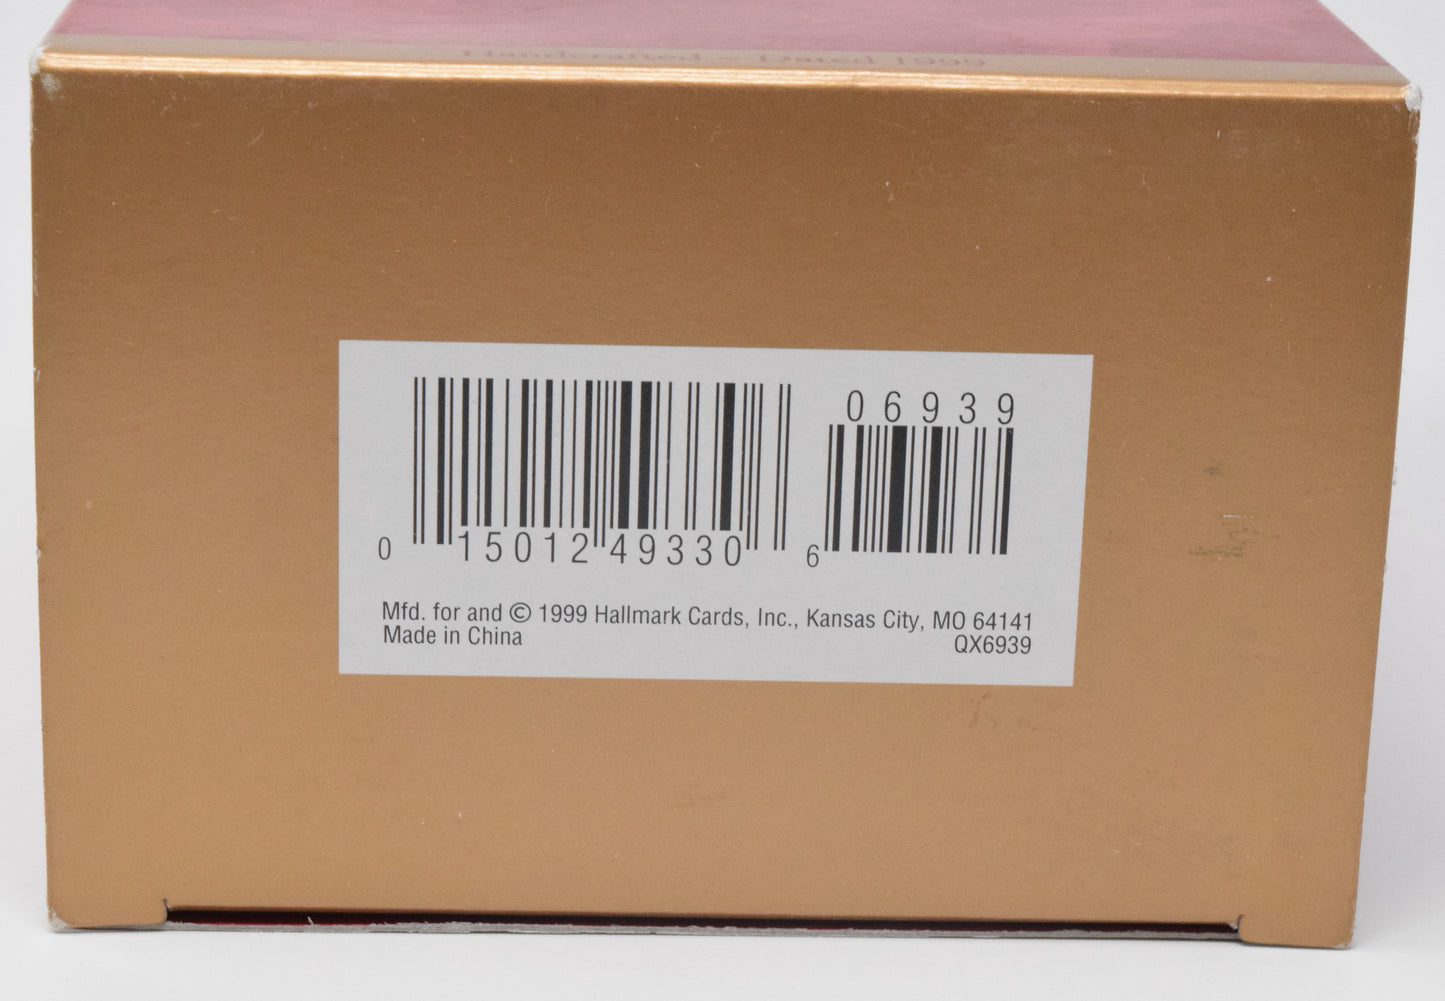 Handcrafted – Dated 1999
06939
0 15012 49330 6
Mfd. for and © 1999 Hallmark Cards, Inc., Kansas City, MO 64141
Made in China
QX6939